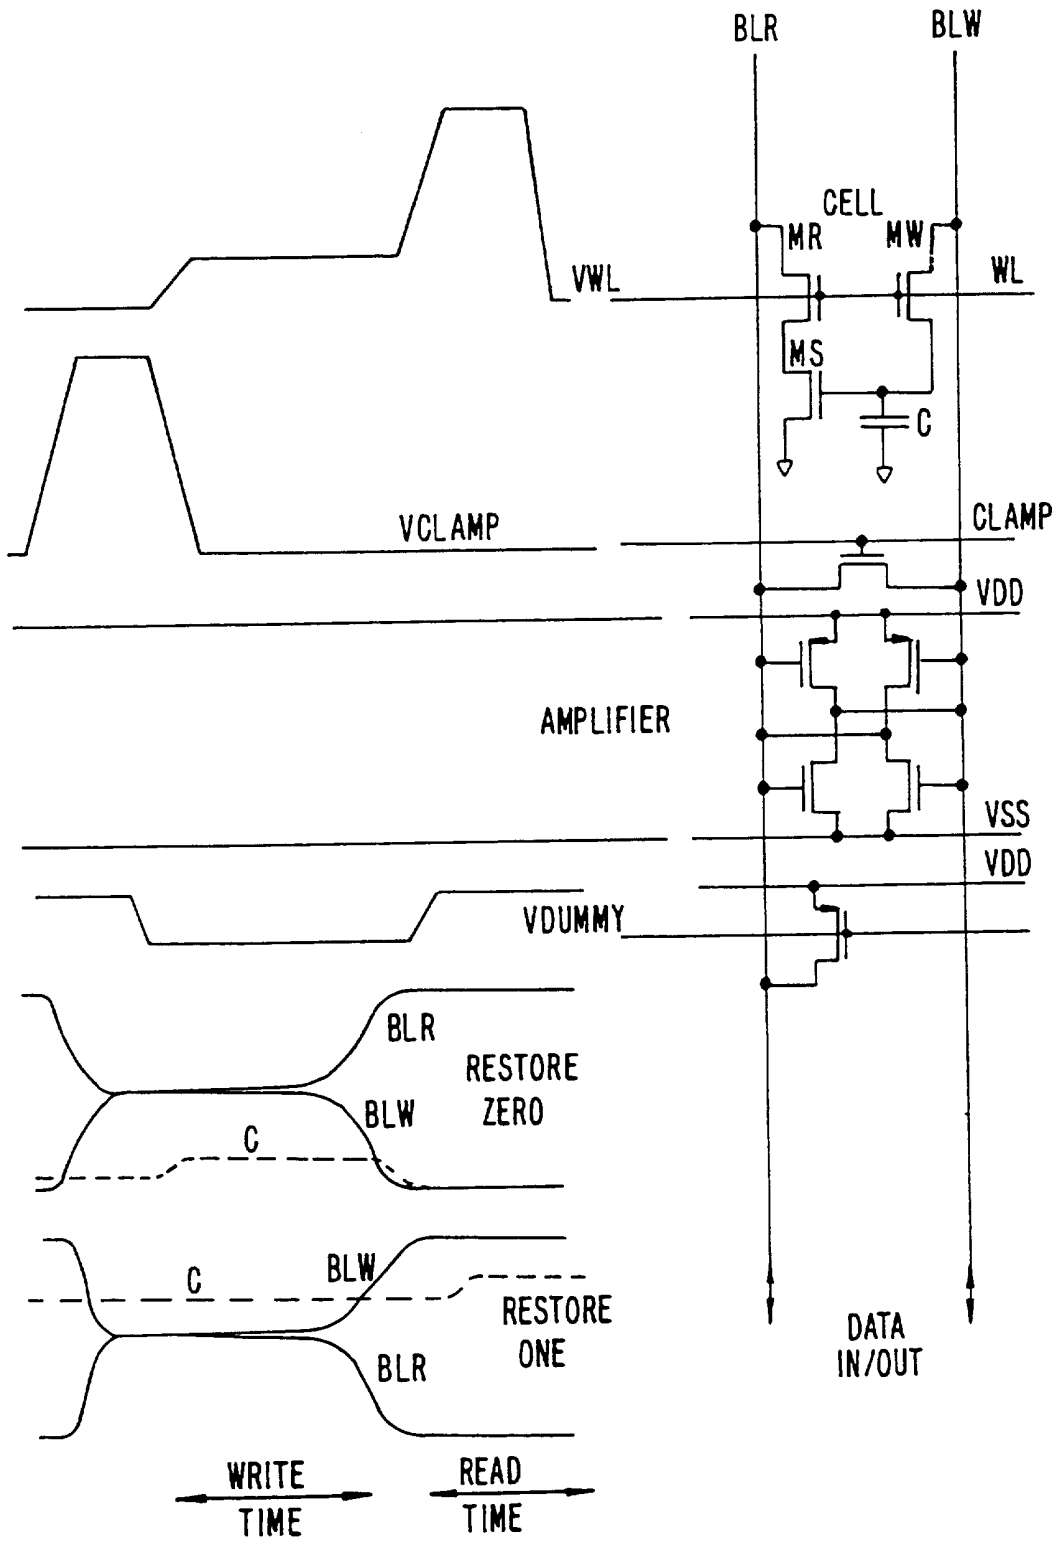 BLR
BLW
CELL
MR
MW
VWL
WL
MS
C
VCLAMP
CLAMP
VDD
AMPLIFIER
VSS
VDD
VDUMMY
BLR
RESTORE
ZERO
BLW
C
C
BLW
RESTORE
ONE
BLR
DATA
IN/OUT
WRITE
TIME
READ
TIME